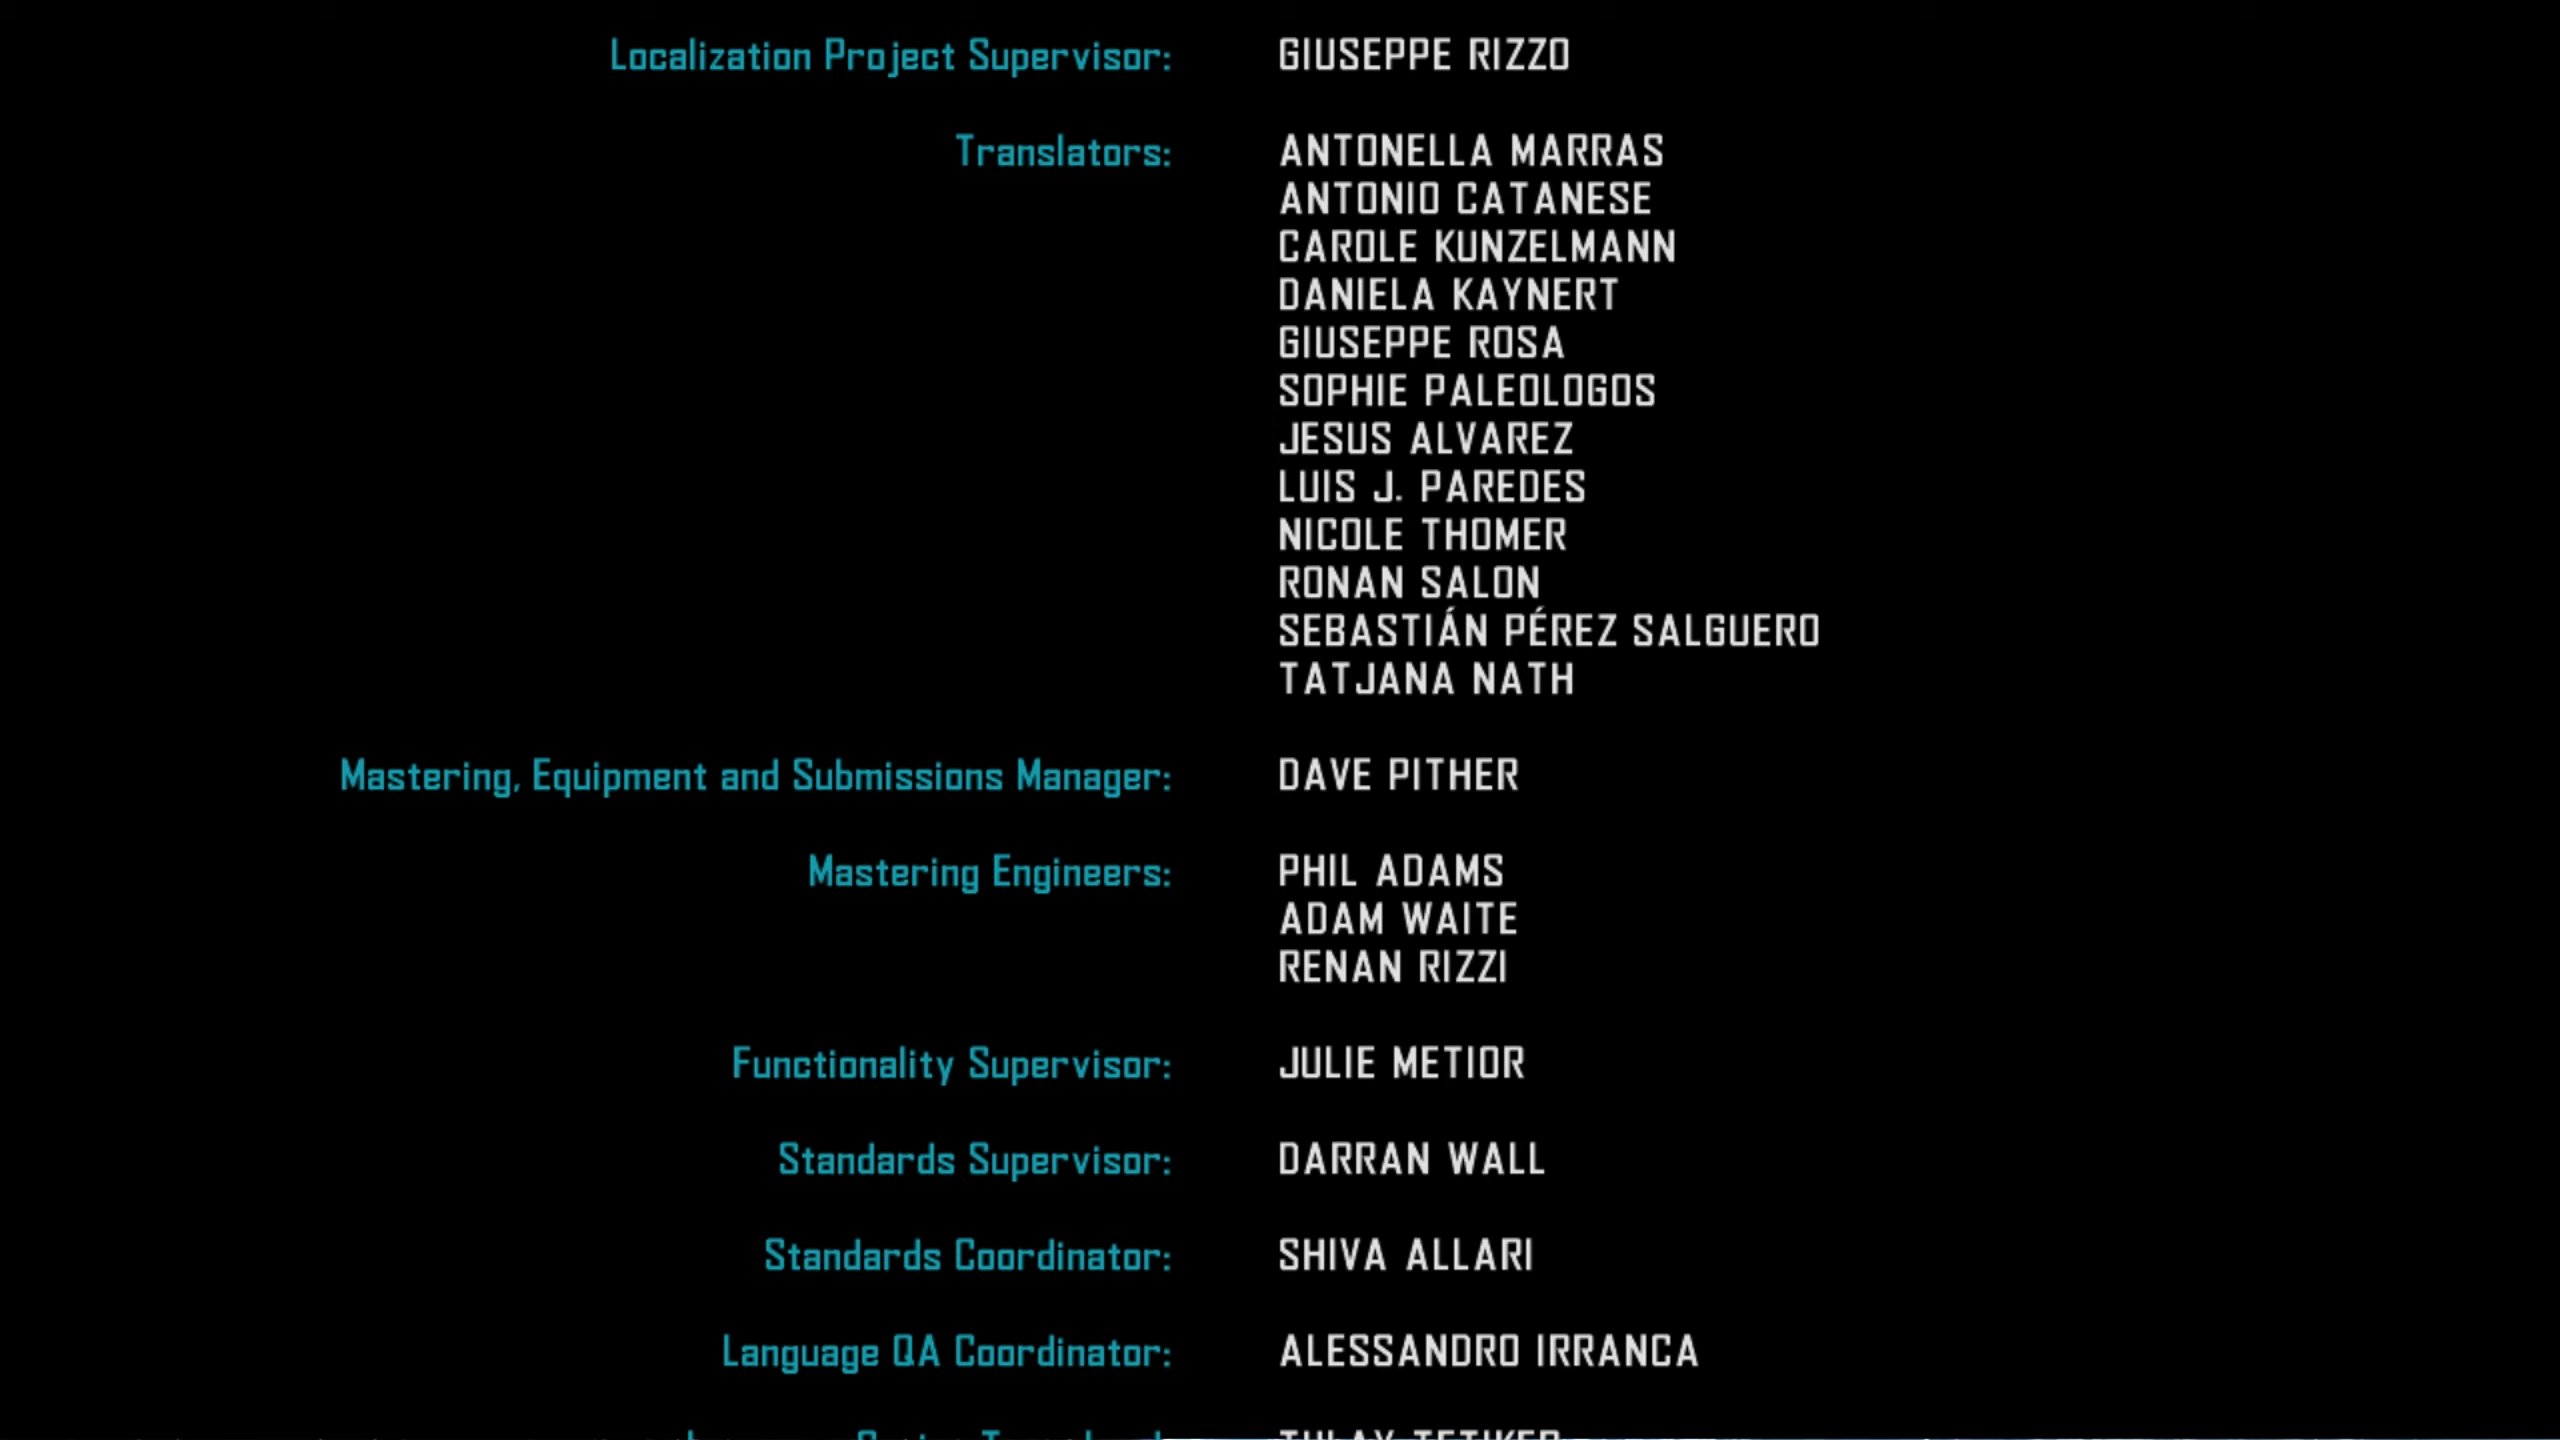 Localization Project Supervisor: GIUSEPPE RIZZO
Translators: ANTONELLA MARRAS
ANTONIO CATANESE
CAROLE KUNZELMANN
DANIELA KAYNERT
GIUSEPPE ROSA
SOPHIE PALEOLOGOS
JESUS ALVAREZ
LUIS J. PAREDES
NICOLE THOMER
RONAN SALON
SEBASTIÁN PÉREZ SALGUERO
TATJANA NATH
Mastering, Equipment and Submissions Manager: DAVE PITHER
Mastering Engineers: PHIL ADAMS
ADAM WAITE
RENAN RIZZI
Functionality Supervisor: JULIE METIOR
Standards Supervisor: DARRAN WALL
Standards Coordinator: SHIVA ALLARI
Language QA Coordinator: ALESSANDRO IRRANCA